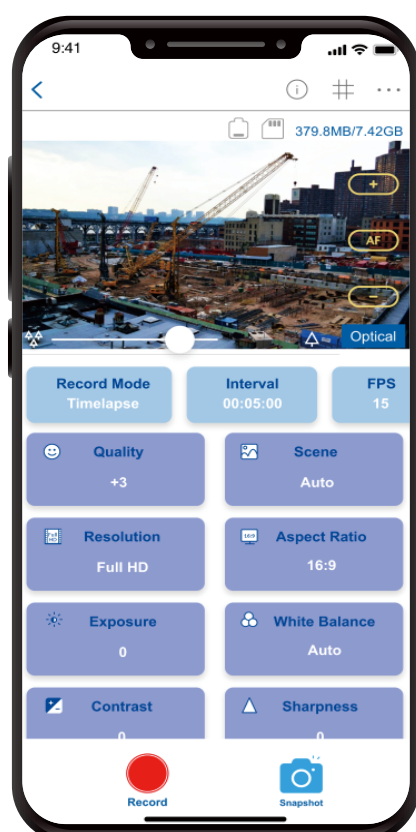 9:41
379.8MB/7.42GB
+
AF
−
Optical
Record Mode
Timelapse
Interval
00:05:00
FPS
15
Quality
+3
Scene
Auto
Resolution
Full HD
16:9
Aspect Ratio
16:9
Exposure
0
White Balance
Auto
Contrast
0
Sharpness
0
Record
Snapshot